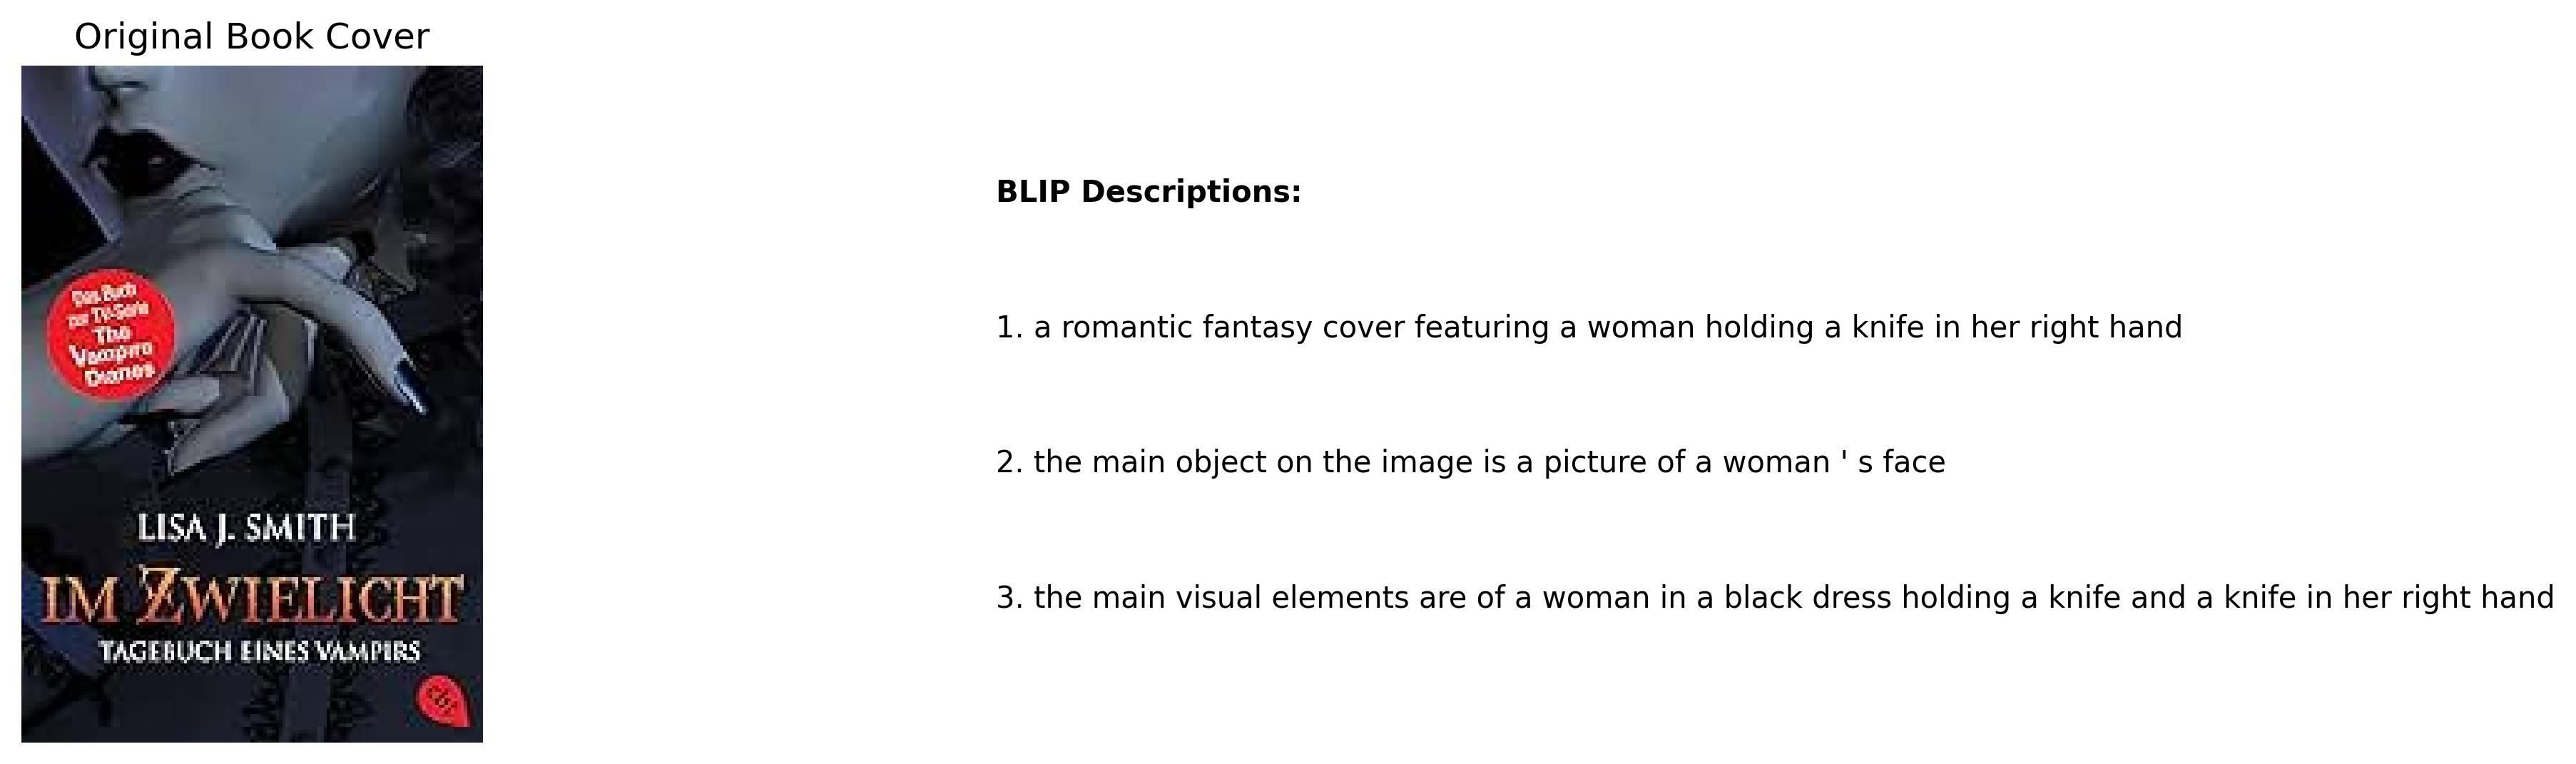 Original Book Cover
Das Buch
zur TV-Serie
The
Vampire
Diaries
LISA J. SMITH
IM ZWIELICHT
TAGEBUCH EINES VAMPIRS
cbt
BLIP Descriptions:
1. a romantic fantasy cover featuring a woman holding a knife in her right hand
2. the main object on the image is a picture of a woman ' s face
3. the main visual elements are of a woman in a black dress holding a knife and a knife in her right hand